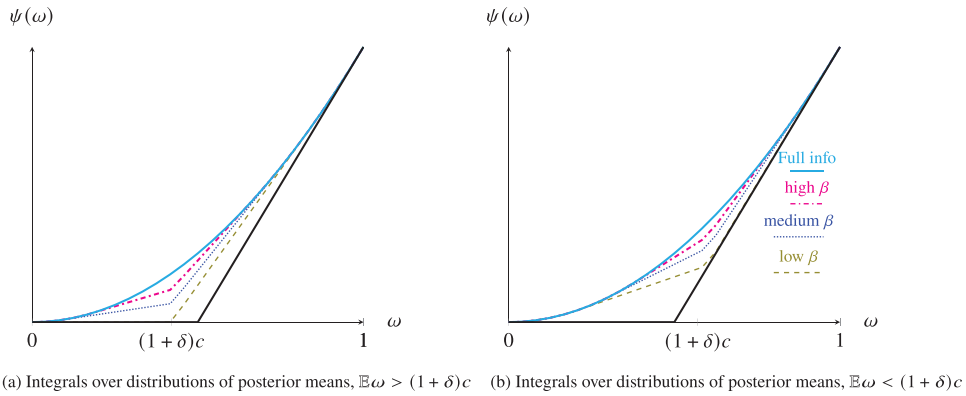 ψ(ω)
ω
0
(1 + δ)c
1
(a) Integrals over distributions of posterior means, 𝔼ω > (1 + δ)c
ψ(ω)
Full info
high β
medium β
low β
ω
0
(1 + δ)c
1
(b) Integrals over distributions of posterior means, 𝔼ω < (1 + δ)c